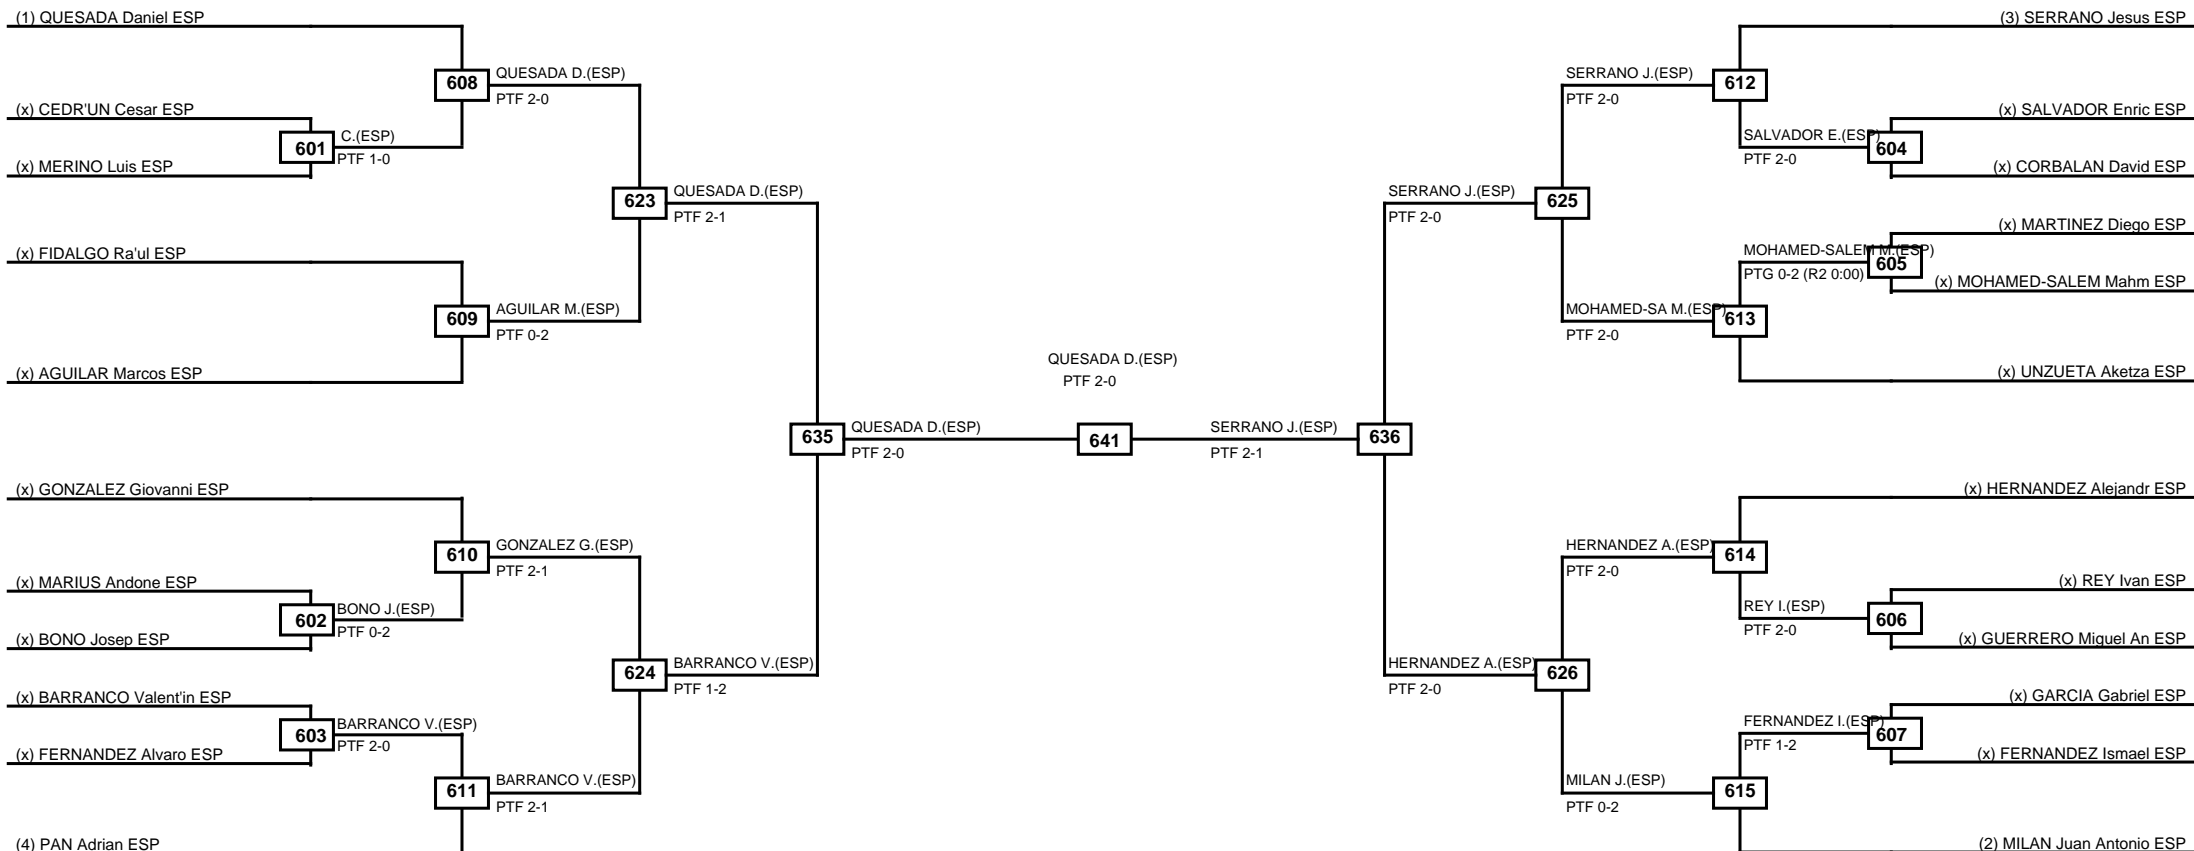 (1) QUESADA Daniel ESP
(x) CEDR'UN Cesar ESP
(x) MERINO Luis ESP
(x) FIDALGO Ra'ul ESP
(x) AGUILAR Marcos ESP
(x) GONZALEZ Giovanni ESP
(x) MARIUS Andone ESP
(x) BONO Josep ESP
(x) BARRANCO Valent'in ESP
(x) FERNANDEZ Alvaro ESP
(4) PAN Adrian ESP
601
C.(ESP)
PTF 1-0
602
BONO J.(ESP)
PTF 0-2
603
BARRANCO V.(ESP)
PTF 2-0
608
QUESADA D.(ESP)
PTF 2-0
609
AGUILAR M.(ESP)
PTF 0-2
610
GONZALEZ G.(ESP)
PTF 2-1
611
BARRANCO V.(ESP)
PTF 2-1
623
QUESADA D.(ESP)
PTF 2-1
624
BARRANCO V.(ESP)
PTF 1-2
635
QUESADA D.(ESP)
PTF 2-0
QUESADA D.(ESP)
PTF 2-0
641
SERRANO J.(ESP)
PTF 2-1
636
SERRANO J.(ESP)
PTF 2-0
625
HERNANDEZ A.(ESP)
PTF 2-0
626
SERRANO J.(ESP)
PTF 2-0
612
MOHAMED-SA M.(ESP)
PTF 2-0
613
HERNANDEZ A.(ESP)
PTF 2-0
614
MILAN J.(ESP)
PTF 0-2
615
SALVADOR E.(ESP)
PTF 2-0
604
MOHAMED-SALEM M.(ESP)
PTG 0-2 (R2 0:00)
605
REY I.(ESP)
PTF 2-0
606
FERNANDEZ I.(ESP)
PTF 1-2
607
(3) SERRANO Jesus ESP
(x) SALVADOR Enric ESP
(x) CORBALAN David ESP
(x) MARTINEZ Diego ESP
(x) MOHAMED-SALEM Mahm ESP
(x) UNZUETA Aketza ESP
(x) HERNANDEZ Alejandr ESP
(x) REY Ivan ESP
(x) GUERRERO Miguel An ESP
(x) GARCIA Gabriel ESP
(x) FERNANDEZ Ismael ESP
(2) MILAN Juan Antonio ESP